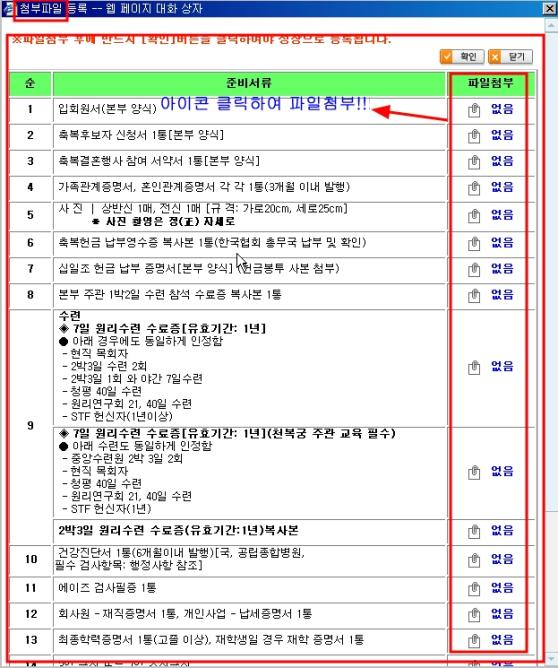 첨부파일 등록 -- 웹 페이지 대화 상자
※파일첨부 후에 반드시 [확인]버튼을 클릭하여야 정상으로 등록됩니다.
확인 닫기
순 준비서류 파일첨부
1 입회원서(본부 양식) 아이콘 클릭하여 파일첨부!!! 없음
2 축복후보자 신청서 1통[본부 양식] 없음
3 축복결혼행사 참여 서약서 1통[본부 양식] 없음
4 가족관계증명서, 혼인관계증명서 각 각 1통(3개월 이내 발행) 없음
5 사 진 | 상반신 1매, 전신 1매 [규 격: 가로20cm, 세로25cm] 없음
※ 사진 촬영은 정(正) 자세로
6 축복헌금 납부영수증 복사본 1통(한국협회 총무국 납부 및 확인) 없음
7 십일조 헌금 납부 증명서[본부 양식] (헌금봉투 사본 첨부) 없음
8 본부 주관 1박2일 수련 참석 수료증 복사본 1통 없음
9 수련
◈ 7일 원리수련 수료증[유효기간: 1년]
● 아래 경우에도 동일하게 인정함
- 현직 목회자
- 2박3일 수련 2회
- 2박3일 1회 와 야간 7일수련
- 청평 40일 수련
- 원리연구회 21, 40일 수련
- STF 헌신자(1년이상)
없음
◈ 7일 원리수련 수료증[유효기간: 1년](천복궁 주관 교육 필수)
● 아래 수련도 동일하게 인정함
- 중앙수련원 2박 3일 2회
- 현직 목회자
- 청평 40일 수련
- 원리연구회 21, 40일 수련
- STF 헌신자(1년)
없음
2박3일 원리수련 수료증(유효기간:1년)복사본 없음
10 건강진단서 1통(6개월이내 발행)[국, 공립종합병원,
필수 검사항목: 행정사항 참조] 없음
11 에이즈 검사필증 1통 없음
12 회사원 - 재직증명서 1통, 개인사업 - 납세증명서 1통 없음
13 최종학력증명서 1통(고졸 이상), 재학생일 경우 재학 증명서 1통 없음